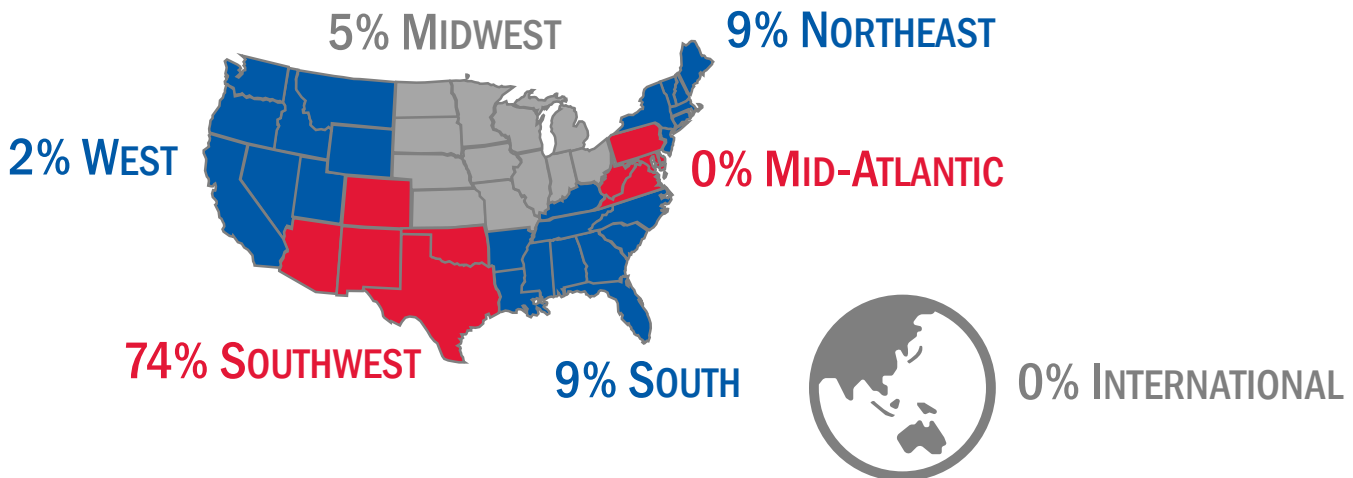 5% MIDWEST
9% NORTHEAST
2% WEST
0% MID-ATLANTIC
74% SOUTHWEST
9% SOUTH
0% INTERNATIONAL